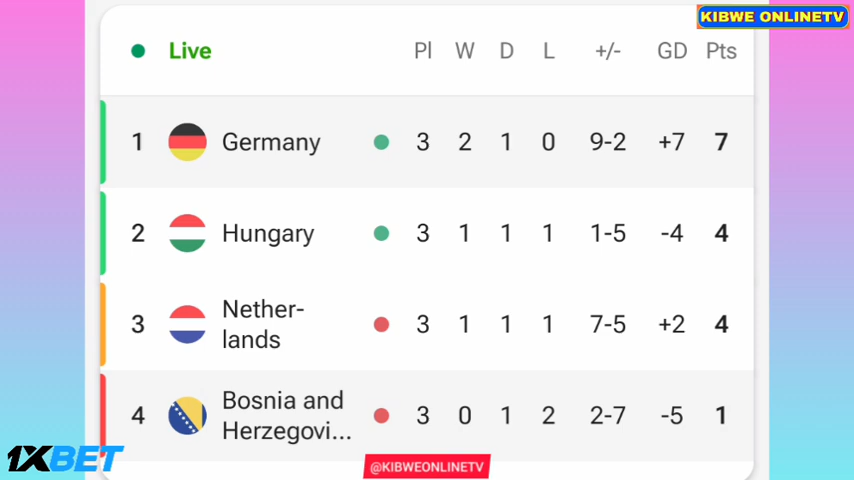 KIBWE ONLINETV
Live Pl W D L +/- GD Pts
1 Germany 3 2 1 0 9-2 +7 7
2 Hungary 3 1 1 1 1-5 -4 4
3 Nether-
lands 3 1 1 1 7-5 +2 4
4 Bosnia and
Herzegovi... 3 0 1 2 2-7 -5 1
1XBET
@KIBWEONLINETV